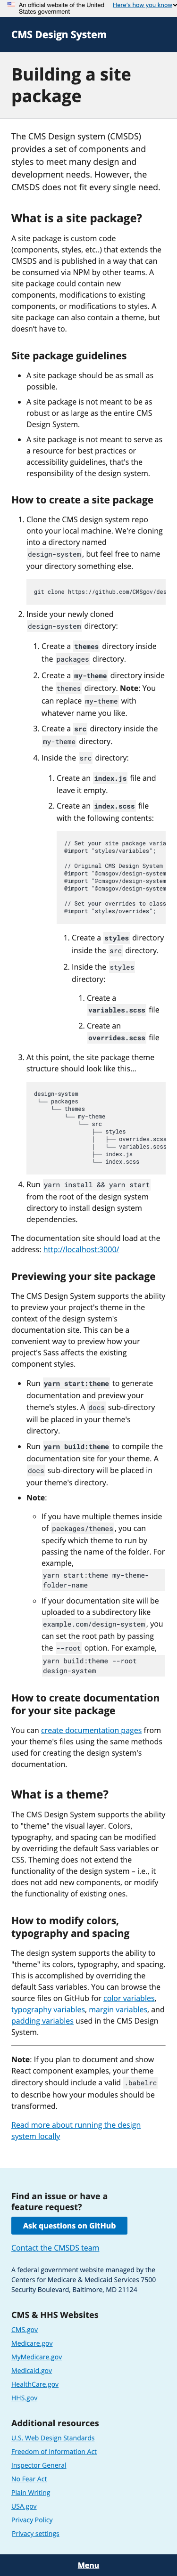 An official website of the United
States government
Here's how you know
CMS Design System
Building a site
package
The CMS Design system (CMSDS)
provides a set of components and
styles to meet many design and
development needs. However, the
CMSDS does not fit every single need.
What is a site package?
A site package is custom code
(components, styles, etc..) that extends the
CMSDS and is published in a way that can
be consumed via NPM by other teams. A
site package could contain new
components, modifications to existing
components, or modifications to styles. A
site package can also contain a theme, but
doesn't have to.
Site package guidelines
• A site package should be as small as
possible.
• A site package is not meant to be as
robust or as large as the entire CMS
Design System.
• A site package is not meant to serve as
a resource for best practices or
accessibility guidelines, that's the
responsibility of the design system.
How to create a site package
1. Clone the CMS design system repo
onto your local machine. We're cloning
into a directory named
design-system, but feel free to name
your directory something else.
git clone https://github.com/CMSgov/des
2. Inside your newly cloned
design-system directory:
1. Create a themes directory inside
the packages directory.
2. Create a my-theme directory inside
the themes directory. Note: You
can replace my-theme with
whatever name you like.
3. Create a src directory inside the
my-theme directory.
4. Inside the src directory:
1. Create an index.js file and
leave it empty.
2. Create an index.scss file
with the following contents:
// Set your site package varia
@import "styles/variables";
// Original CMS Design System
@import "@cmsgov/design-system
@import "@cmsgov/design-system
@import "@cmsgov/design-system
// Set your overrides to class
@import "styles/overrides";
1. Create a styles directory
inside the src directory.
2. Inside the styles
directory:
1. Create a
variables.scss file
2. Create an
overrides.scss file
3. At this point, the site package theme
structure should look like this...
design-system
└── packages
└── themes
└── my-theme
└── src
├── styles
│ ├── overrides.scss
│ └── variables.scss
├── index.js
└── index.scss
4. Run yarn install && yarn start
from the root of the design system
directory to install design system
dependencies.
The documentation site should load at the
address: http://localhost:3000/
Previewing your site package
The CMS Design System supports the ability
to preview your project's theme in the
context of the design system's
documentation site. This can be a
convenient way to preview how your
project's Sass affects the existing
component styles.
• Run yarn start:theme to generate
documentation and preview your
theme's styles. A docs sub-directory
will be placed in your theme's
directory.
• Run yarn build:theme to compile the
documentation site for your theme. A
docs sub-directory will be placed in
your theme's directory.
• Note:
◦ If you have multiple themes inside
of packages/themes, you can
specify which theme to run by
passing the name of the folder. For
example,
yarn start:theme my-theme-
folder-name
◦ If your documentation site will be
uploaded to a subdirectory like
example.com/design-system, you
can set the root path by passing
the --root option. For example,
yarn build:theme --root
design-system
How to create documentation
for your site package
You can create documentation pages from
your theme's files using the same methods
used for creating the design system's
documentation.
What is a theme?
The CMS Design System supports the ability
to "theme" the visual layer. Colors,
typography, and spacing can be modified
by overriding the default Sass variables or
CSS. Theming does not extend the
functionality of the design system – i.e., it
does not add new components, or modify
the functionality of existing ones.
How to modify colors,
typography and spacing
The design system supports the ability of
"theme" its colors, typography, and spacing.
This is accomplished by overriding the
default Sass variables. You can browse the
source files on GitHub for color variables,
typography variables, margin variables, and
padding variables used in the CMS Design
System.
Note: If you plan to document and show
React component examples, your theme
directory should include a valid .babelrc
to describe how your modules should be
transformed.
Read more about running the design
system locally
Find an issue or have a
feature request?
Ask questions on GitHub
Contact the CMSDS team
A federal government website managed by the
Centers for Medicare & Medicaid Services 7500
Security Boulevard, Baltimore, MD 21124
CMS & HHS Websites
CMS.gov
Medicare.gov
MyMedicare.gov
Medicaid.gov
HealthCare.gov
HHS.gov
Additional resources
U.S. Web Design Standards
Freedom of Information Act
Inspector General
No Fear Act
Plain Writing
USA.gov
Privacy Policy
Privacy settings
Menu